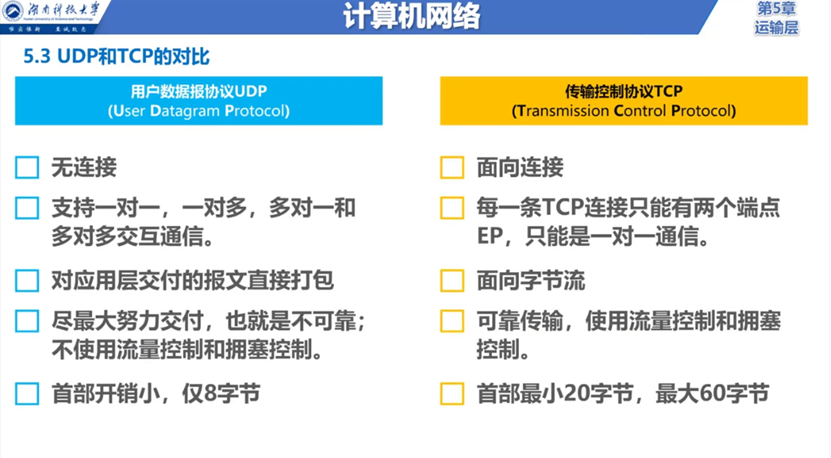 湖南科技大学
Hunan University of Science and Technology
唯实惟新 至诚致志
计算机网络
第5章
运输层
5.3 UDP和TCP的对比
用户数据报协议UDP
(User Datagram Protocol)
无连接
支持一对一，一对多，多对一和
多对多交互通信。
对应用层交付的报文直接打包
尽最大努力交付，也就是不可靠；
不使用流量控制和拥塞控制。
首部开销小，仅8字节
传输控制协议TCP
(Transmission Control Protocol)
面向连接
每一条TCP连接只能有两个端点
EP，只能是一对一通信。
面向字节流
可靠传输，使用流量控制和拥塞
控制。
首部最小20字节，最大60字节